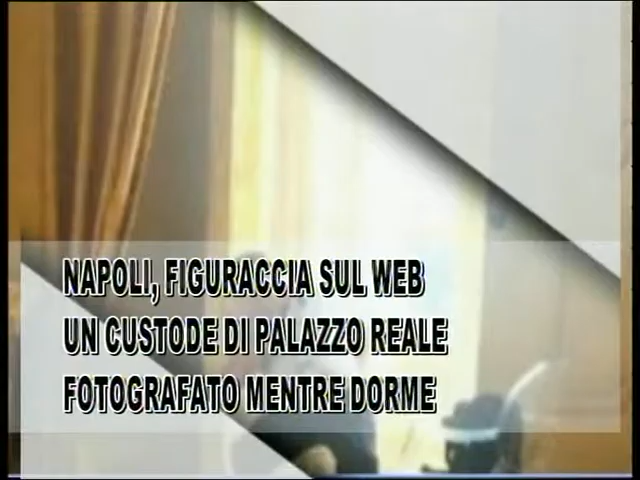 NAPOLI, FIGURACCIA SUL WEB
UN CUSTODE DI PALAZZO REALE
FOTOGRAFATO MENTRE DORME